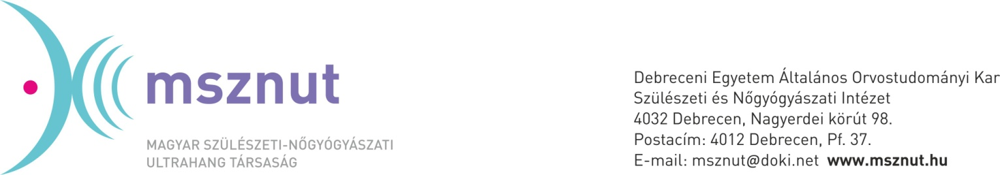 msznut
MAGYAR SZÜLÉSZETI-NŐGYÓGYÁSZATI
ULTRAHANG TÁRSASÁG
Debreceni Egyetem Általános Orvostudományi Kar
Szülészeti és Nőgyógyászati Intézet
4032 Debrecen, Nagyerdei körút 98.
Postacím: 4012 Debrecen, Pf. 37.
E-mail: msznut@doki.net www.msznut.hu